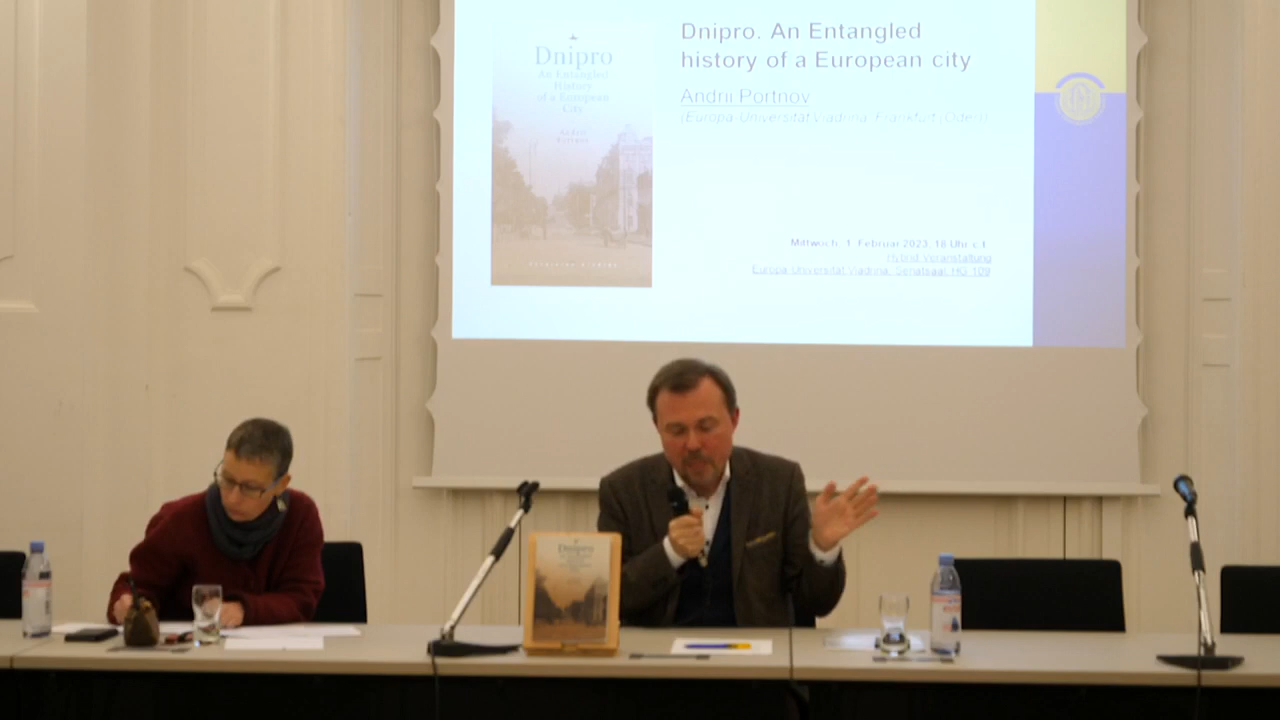 Dnipro. An Entangled
history of a European city
Andrii Portnov
(Europa-Universität Viadrina, Frankfurt (Oder))
Mittwoch, 1. Februar 2023, 18 Uhr c.t.
Hybrid Veranstaltung
Europa-Universität Viadrina, Senatssaal, HG 109
Dnipro
An Entangled
History
of a European
City
Andrii
Portnov
Dnipro